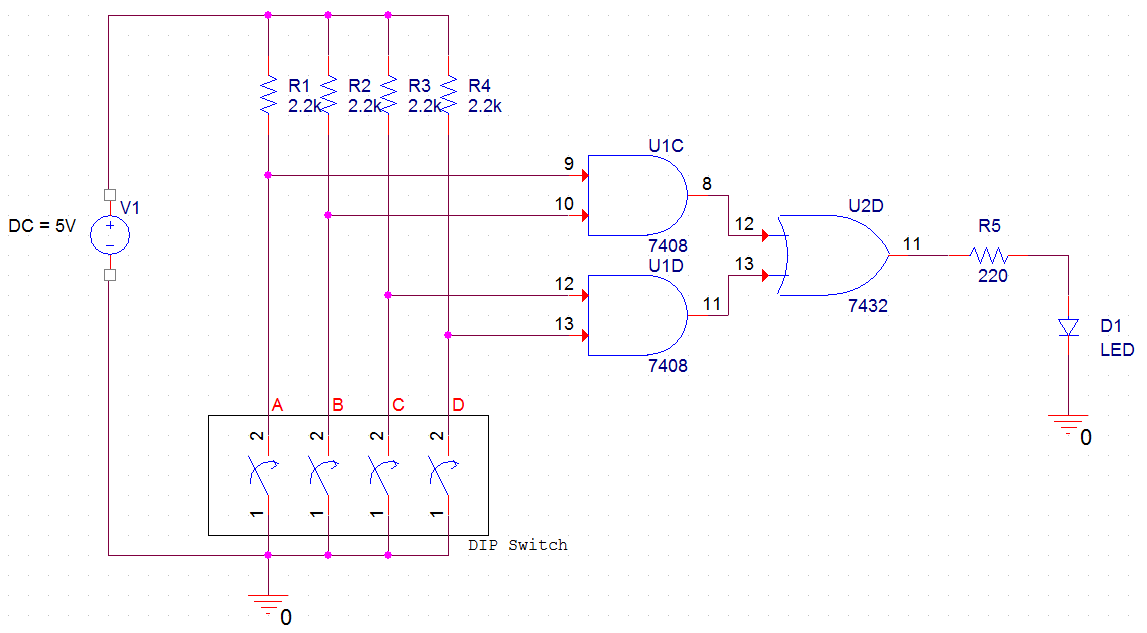 R1
2.2k
R2
2.2k
R3
2.2k
R4
2.2k
DC = 5V
V1
+
−
U1C
9
10
8
7408
U1D
12
13
11
7408
U2D
12
13
11
7432
R5
220
D1
LED
0
A
B
C
D
2
2
2
2
1
1
1
1
DIP Switch
0